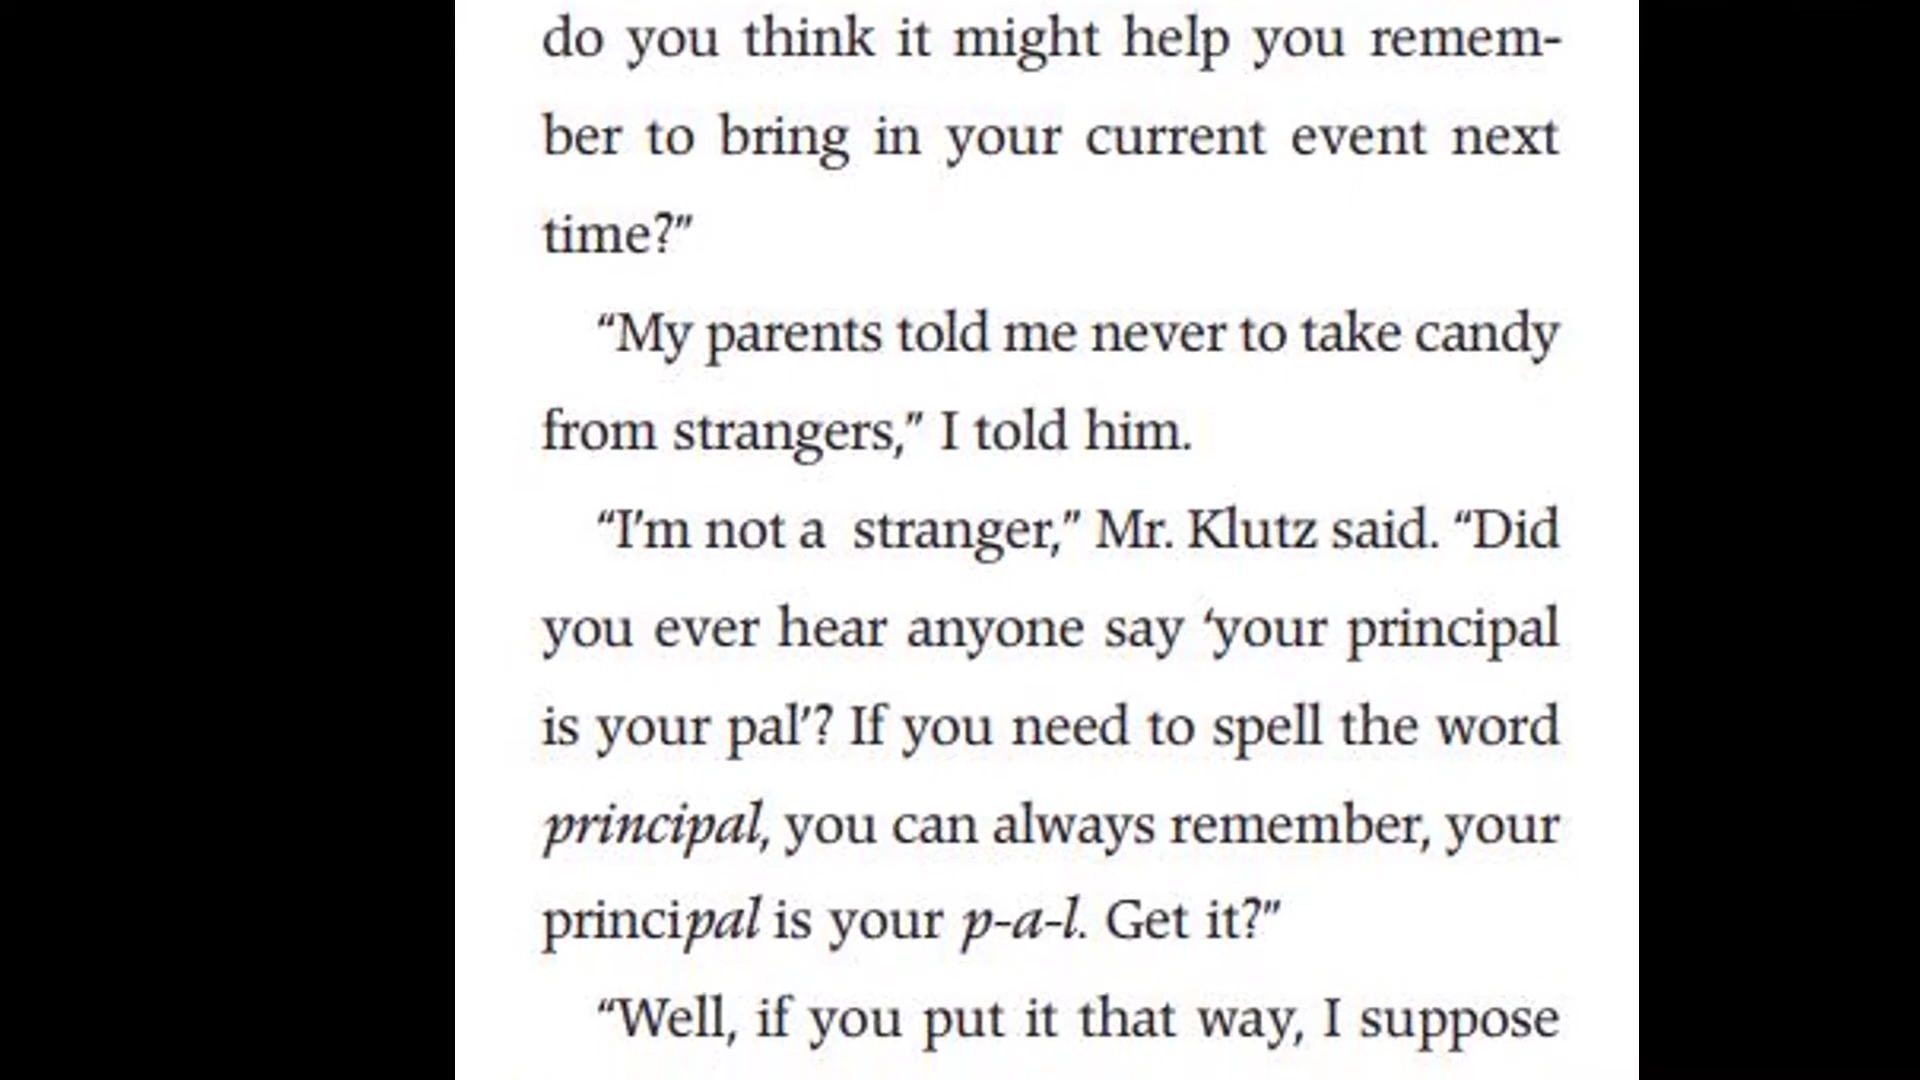 do you think it might help you remem-
ber to bring in your current event next
time?”
“My parents told me never to take candy
from strangers,” I told him.
“I’m not a stranger,” Mr. Klutz said. “Did
you ever hear anyone say ‘your principal
is your pal’? If you need to spell the word
principal, you can always remember, your
principal is your p-a-l. Get it?”
“Well, if you put it that way, I suppose